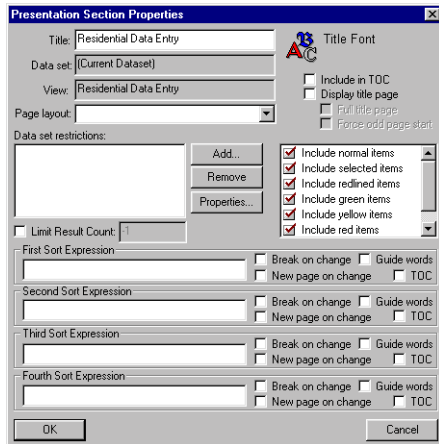 Presentation Section Properties
Title: Residential Data Entry
Title Font
Data set: (Current Dataset)
Include in TOC
View: Residential Data Entry
Display title page
Full title page
Page layout:
Force odd page start
Data set restrictions:
Add...
Remove
Properties...
Include normal items
Include selected items
Include redlined items
Include green items
Include yellow items
Include red items
Limit Result Count: -1
First Sort Expression
Break on change Guide words
New page on change TOC
Second Sort Expression
Break on change Guide words
New page on change TOC
Third Sort Expression
Break on change Guide words
New page on change TOC
Fourth Sort Expression
Break on change Guide words
New page on change TOC
OK Cancel